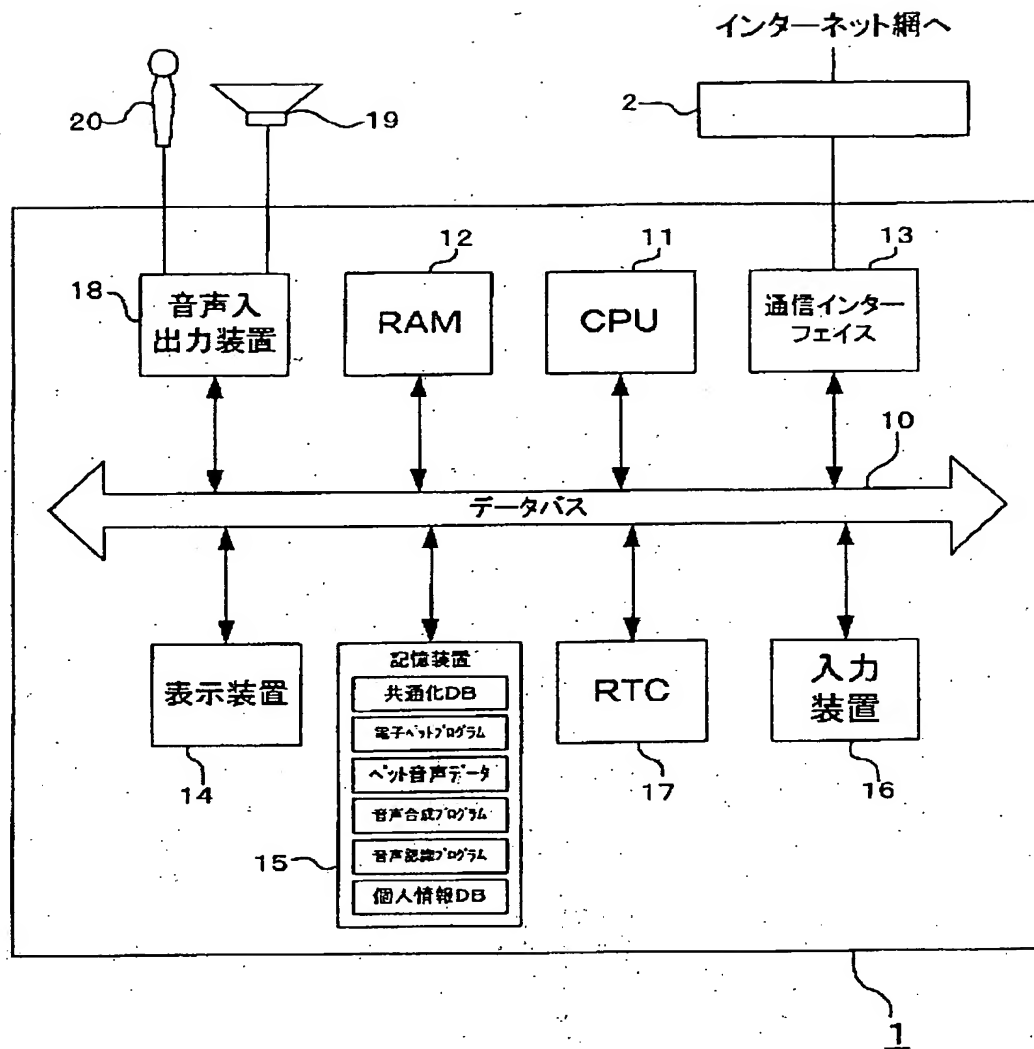 インターネット網へ
2
20
19
12
11
13
18
音声入
出力装置
RAM
CPU
通信インター
フェイス
10
データバス
表示装置
記憶装置
共通化DB
電子ペットプログラム
ペット音声データ
音声合成プログラム
音声認識プログラム
個人情報DB
RTC
入力
装置
14
15
17
16
1